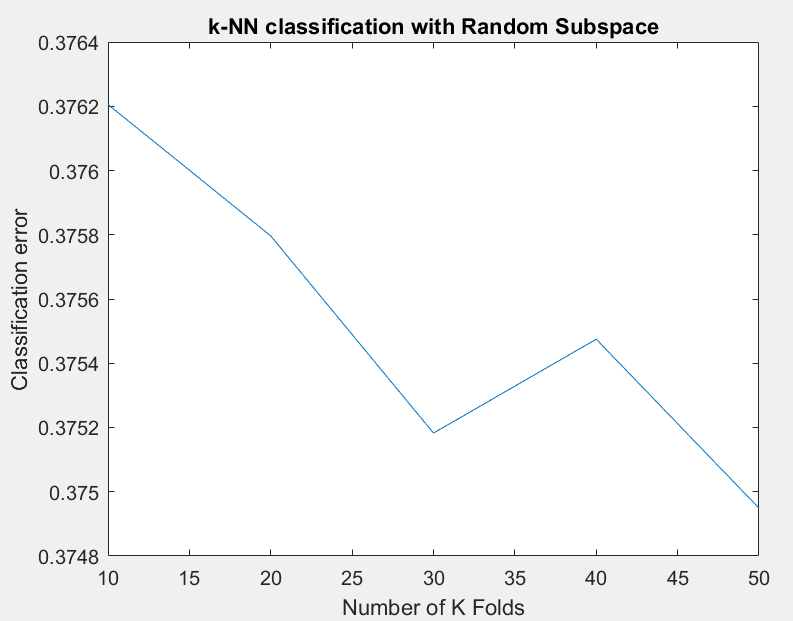 k-NN classification with Random Subspace
0.3764
0.3762
0.376
0.3758
0.3756
0.3754
0.3752
0.375
0.3748
Classification error
10 15 20 25 30 35 40 45 50
Number of K Folds